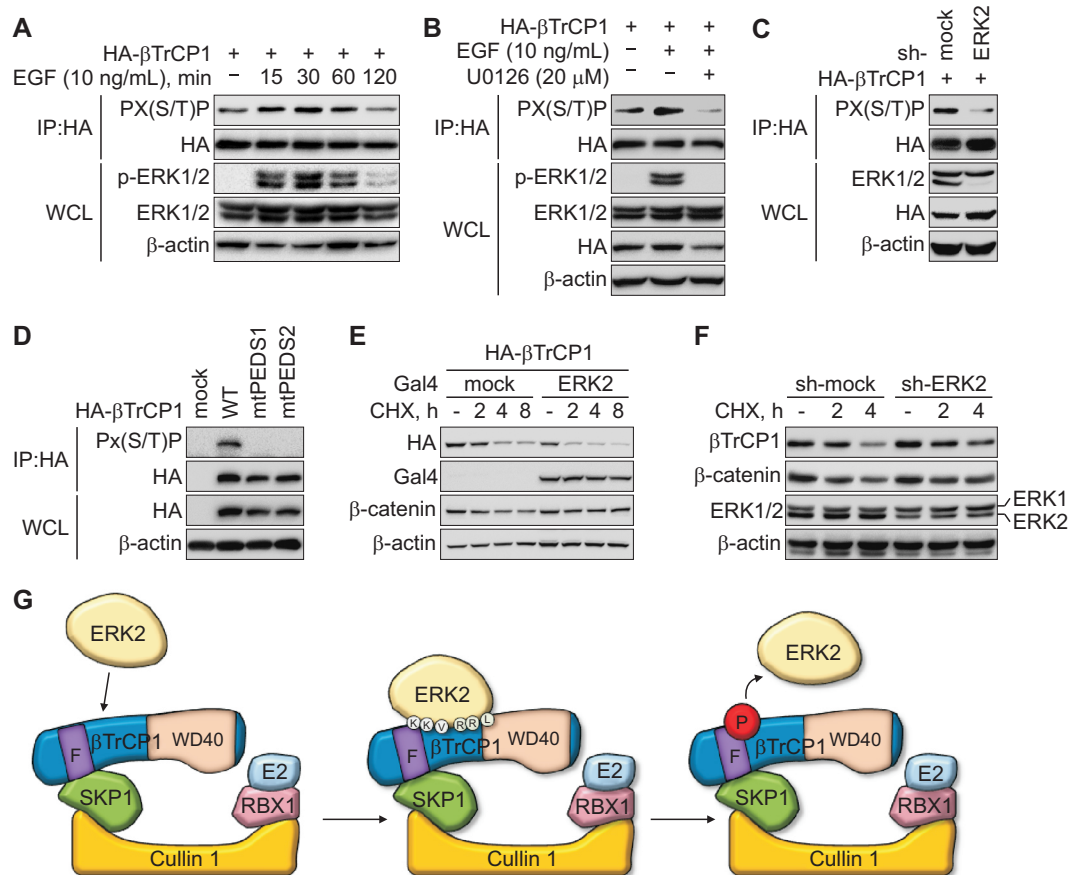 A
HA-βTrCP1 + + + + +
EGF (10 ng/mL), min – 15 30 60 120
IP:HA
PX(S/T)P
HA
WCL
p-ERK1/2
ERK1/2
β-actin
B
HA-βTrCP1 + + +
EGF (10 ng/mL) – + +
U0126 (20 μM) – – +
IP:HA
PX(S/T)P
HA
WCL
p-ERK1/2
ERK1/2
HA
β-actin
C
sh- mock ERK2
HA-βTrCP1 + +
IP:HA
PX(S/T)P
HA
WCL
ERK1/2
HA
β-actin
D
HA-βTrCP1 mock WT mtPEDS1 mtPEDS2
IP:HA
Px(S/T)P
HA
WCL
HA
β-actin
E
HA-βTrCP1
Gal4 mock ERK2
CHX, h - 2 4 8 - 2 4 8
HA
Gal4
β-catenin
β-actin
F
sh-mock sh-ERK2
CHX, h - 2 4 - 2 4
βTrCP1
β-catenin
ERK1/2
ERK1
ERK2
β-actin
G
ERK2
F
βTrCP1
WD40
SKP1
E2
RBX1
Cullin 1
ERK2
K K V R R L
F
βTrCP1
WD40
SKP1
E2
RBX1
Cullin 1
ERK2
P
F
βTrCP1
WD40
SKP1
E2
RBX1
Cullin 1